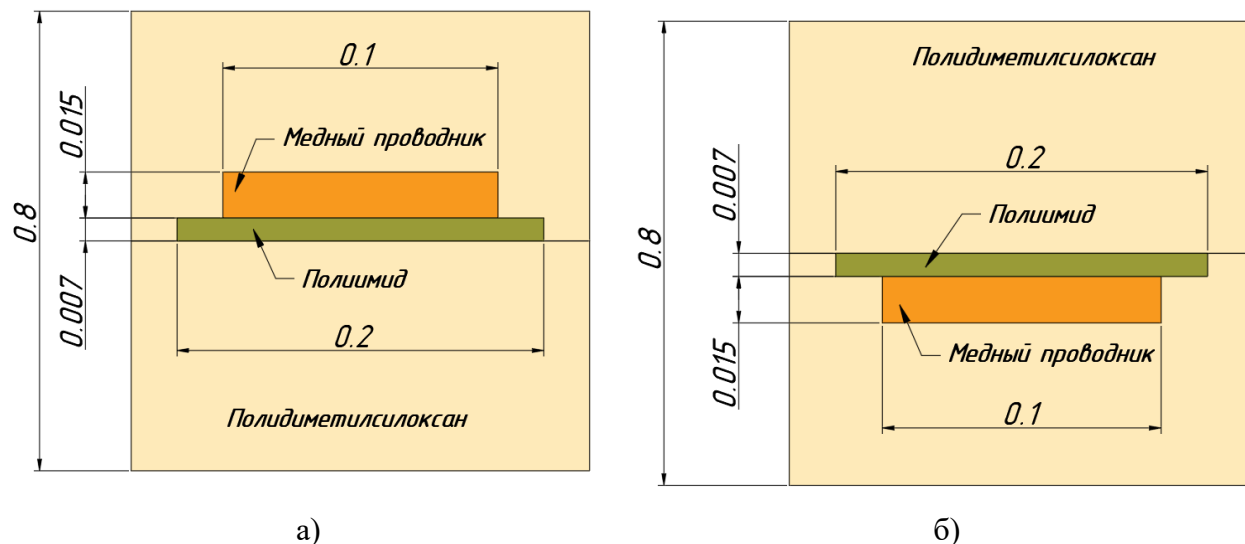 0.1
0.015
Медный проводник
0.8
Полиимид
0.007
0.2
Полидиметилсилоксан
а)
Полидиметилсилоксан
0.2
0.007
Полиимид
0.8
Медный проводник
0.015
0.1
б)